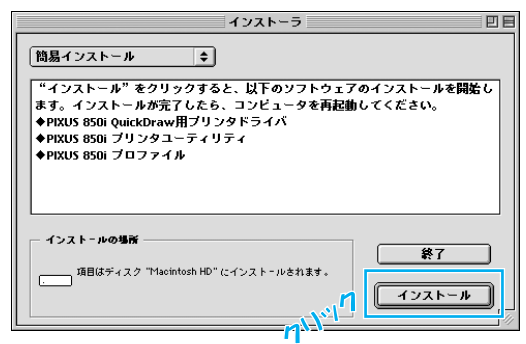 インストーラ
簡易インストール
“インストール”をクリックすると、以下のソフトウェアのインストールを開始し
ます。インストールが完了したら、コンピュータを再起動してください。
◆PIXUS 850i QuickDraw用プリンタドライバ
◆PIXUS 850i プリンタユーティリティ
◆PIXUS 850i プロファイル
インストールの場所
項目はディスク "Macintosh HD" にインストールされます。
終了
インストール
クリック